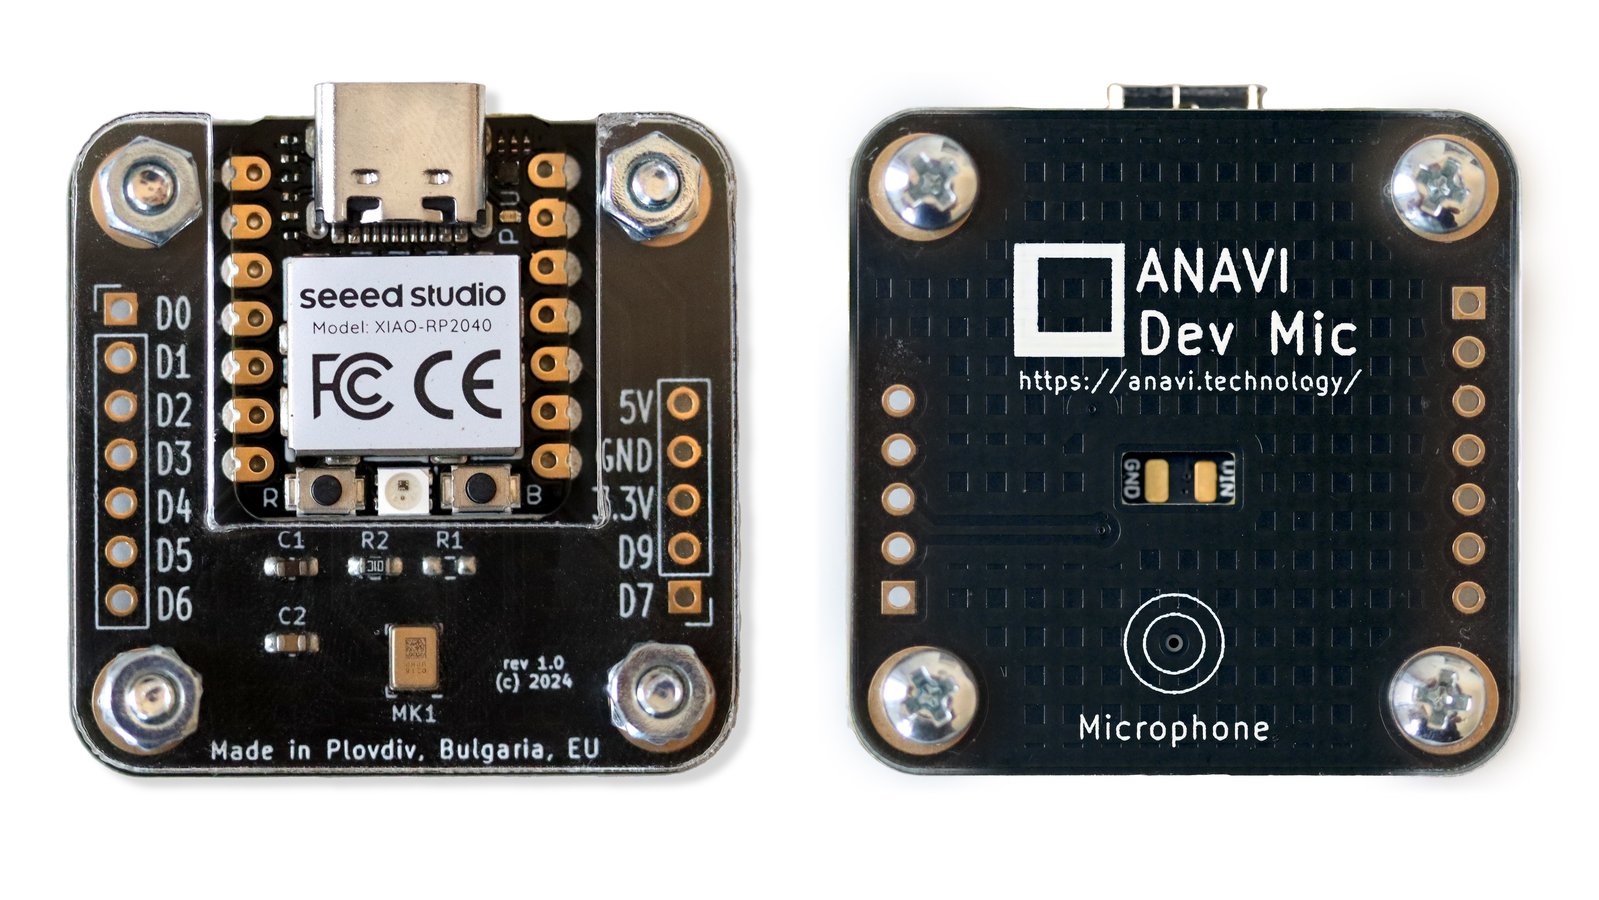 PWR
seeed studio
Model: XIAO-RP2040
FC CE
R
B
D0
D1
D2
D3
D4
D5
D6
5V
GND
3.3V
D9
D7
C1
R2
R1
C2
MK1
rev 1.0
(c) 2024
Made in Plovdiv, Bulgaria, EU
ANAVI
Dev Mic
https://anavi.technology/
GND
VIN
Microphone